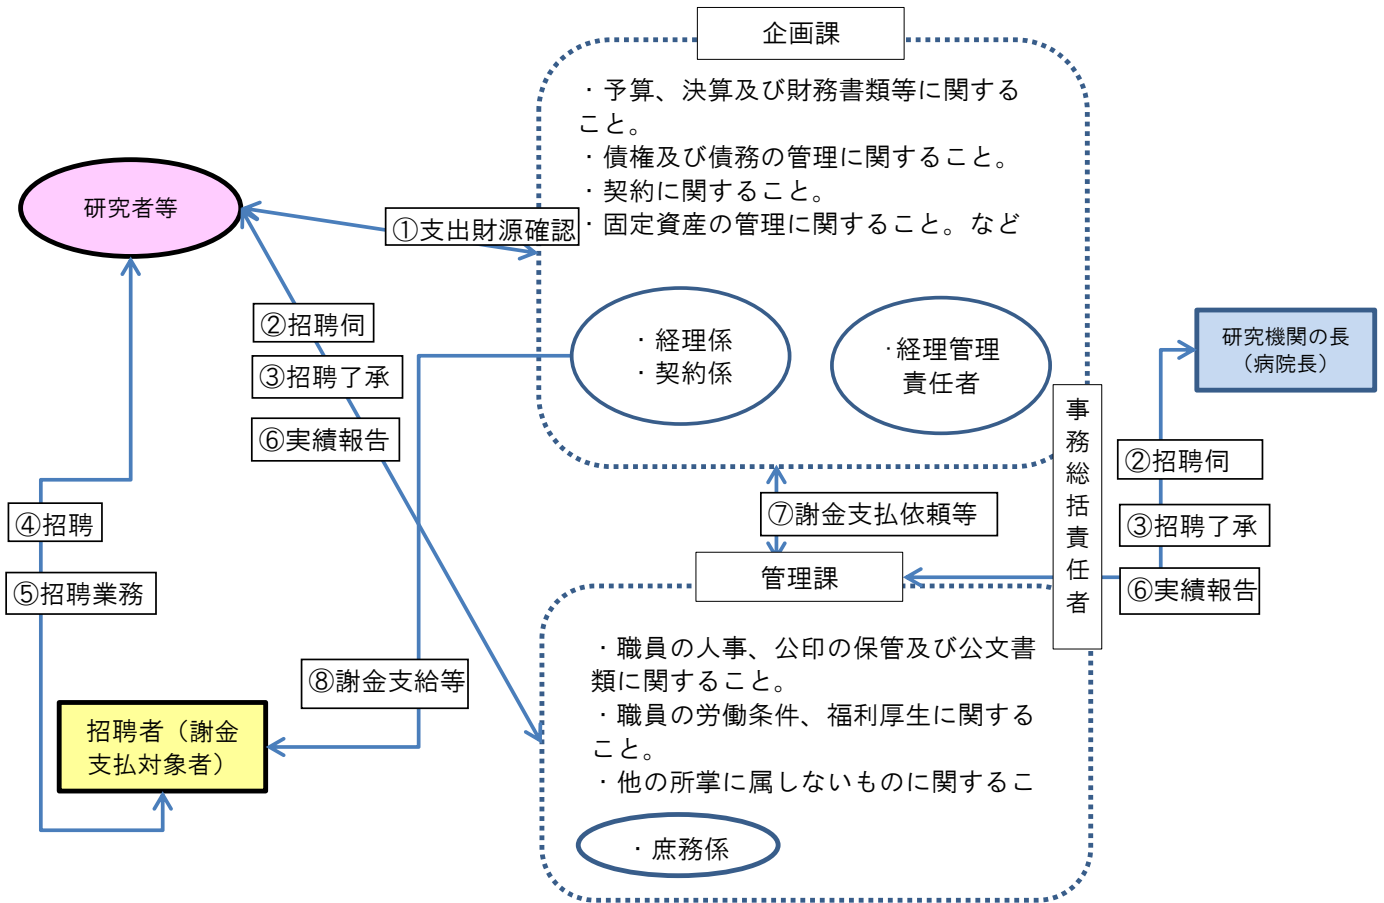 企画課
・予算、決算及び財務書類等に関する
こと。
・債権及び債務の管理に関すること。
・契約に関すること。
・固定資産の管理に関すること。など
研究者等
①支出財源確認
②招聘伺
③招聘了承
⑥実績報告
・経理係
・契約係
・経理管理
責任者
研究機関の長
（病院長）
事務総括責任者
②招聘伺
③招聘了承
⑥実績報告
④招聘
⑤招聘業務
⑦謝金支払依頼等
管理課
・職員の人事、公印の保管及び公文書
類に関すること。
・職員の労働条件、福利厚生に関する
こと。
・他の所掌に属しないものに関するこ
・庶務係
⑧謝金支給等
招聘者（謝金
支払対象者）